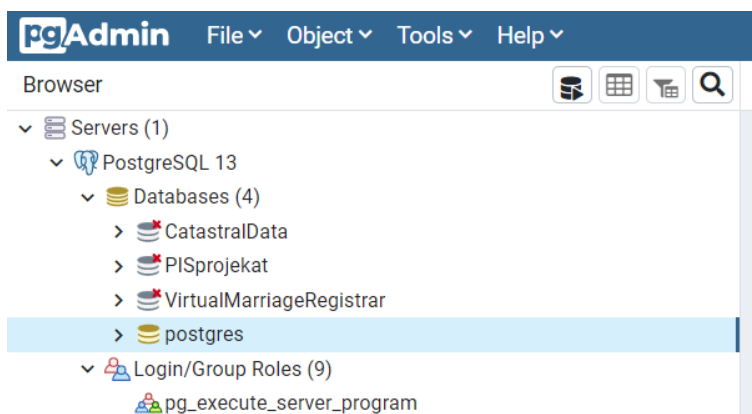 pgAdmin File Object Tools Help
Browser
Servers (1)
PostgreSQL 13
Databases (4)
CatastralData
PISprojekat
VirtualMarriageRegistrar
postgres
Login/Group Roles (9)
pg_execute_server_program